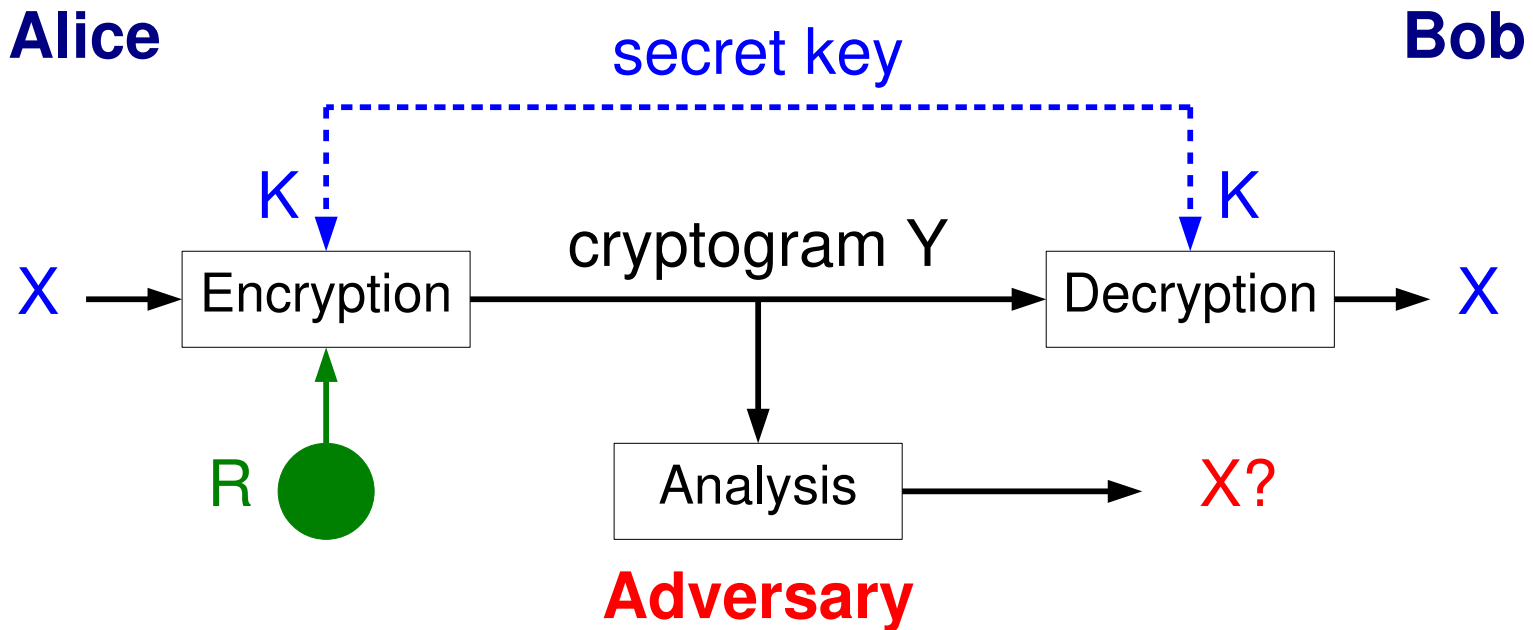 Alice
Bob
secret key
K
K
cryptogram Y
X
Encryption
Decryption
X
R
Analysis
X?
Adversary